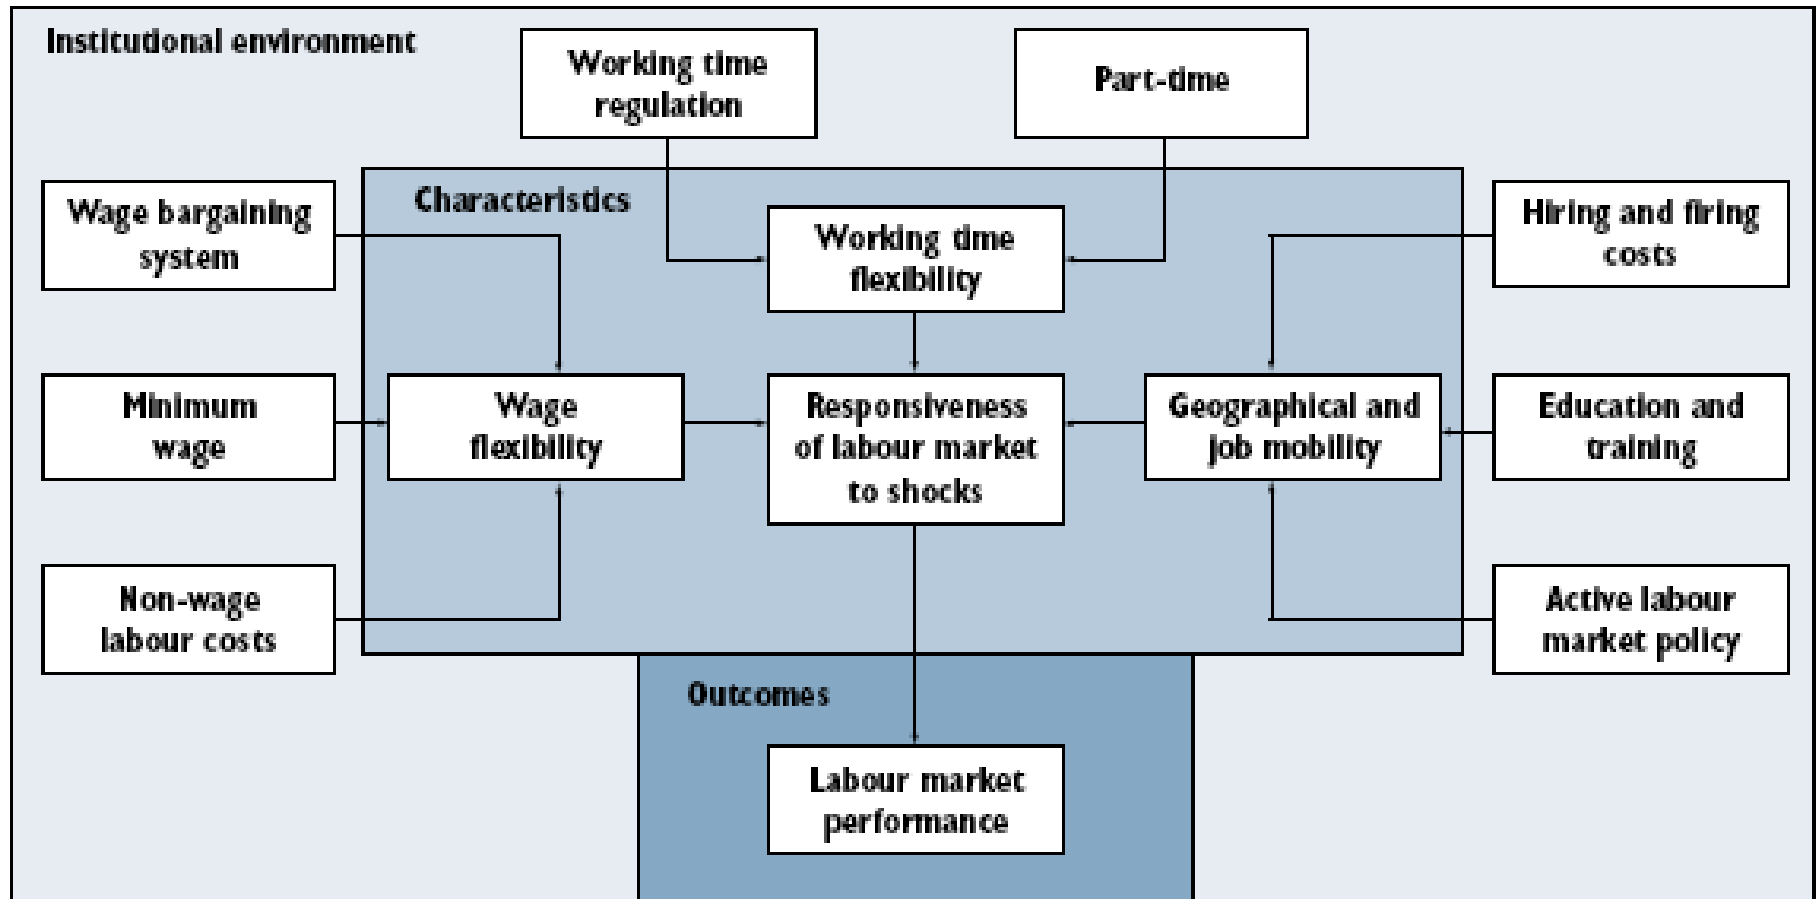 Institutional environment
Working time
regulation
Part-time
Wage bargaining
system
Characteristics
Working time
flexibility
Hiring and firing
costs
Minimum
wage
Wage
flexibility
Responsiveness
of labour market
to shocks
Geographical and
job mobility
Education and
training
Non-wage
labour costs
Active labour
market policy
Outcomes
Labour market
performance